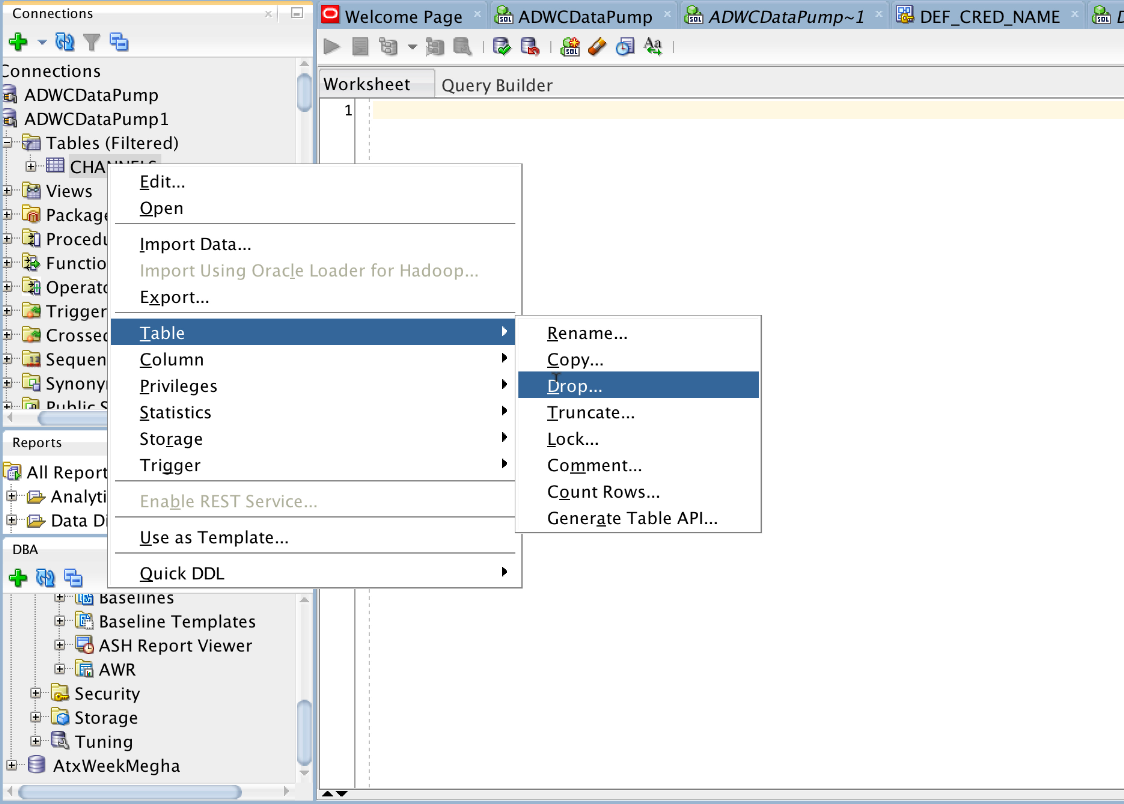 Connections
Connections
ADWCDataPump
ADWCDataPump1
Tables (Filtered)
CHANNELS
Views
Package
Procedu
Functio
Operato
Trigger
Crossed
Sequen
Synony
Public S
Reports
All Report
Analyti
Data Di
DBA
Baselines
Baseline Templates
ASH Report Viewer
AWR
Security
Storage
Tuning
AtxWeekMegha
Welcome Page
ADWCDataPump
ADWCDataPump~1
DEF_CRED_NAME
Worksheet
Query Builder
1
Edit...
Open
Import Data...
Import Using Oracle Loader for Hadoop...
Export...
Table
Column
Privileges
Statistics
Storage
Trigger
Enable REST Service...
Use as Template...
Quick DDL
Rename...
Copy...
Drop...
Truncate...
Lock...
Comment...
Count Rows...
Generate Table API...